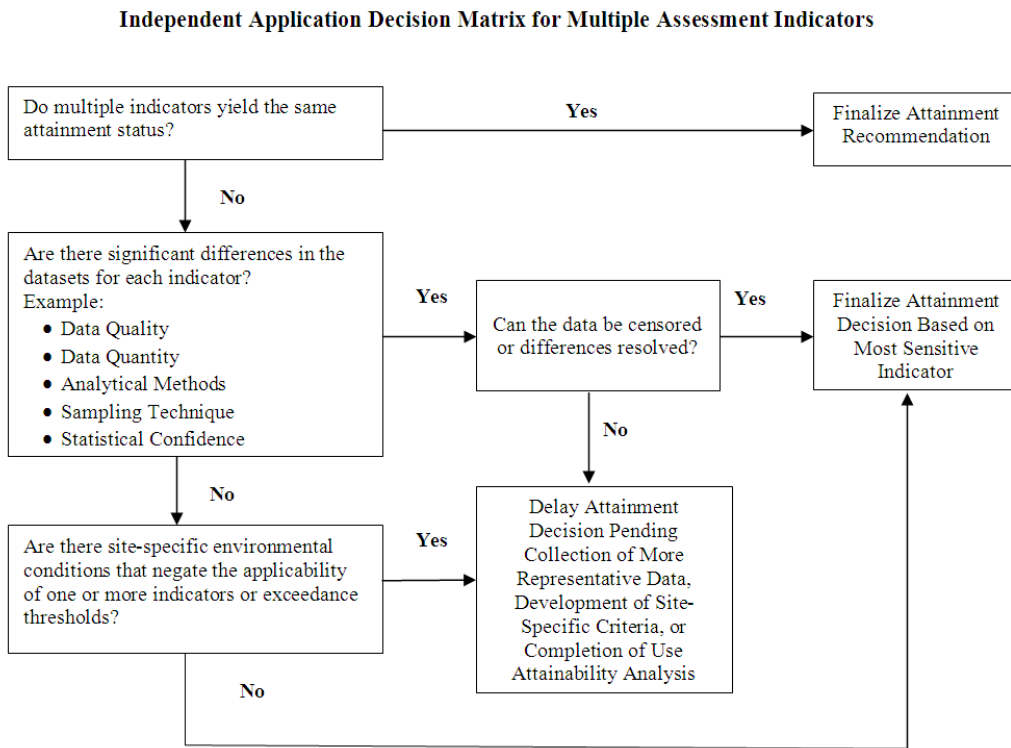 Independent Application Decision Matrix for Multiple Assessment Indicators
Do multiple indicators yield the same
attainment status?
Yes
Finalize Attainment
Recommendation
No
Are there significant differences in the
datasets for each indicator?
Example:
● Data Quality
● Data Quantity
● Analytical Methods
● Sampling Technique
● Statistical Confidence
Yes
Can the data be censored
or differences resolved?
Yes
Finalize Attainment
Decision Based on
Most Sensitive
Indicator
No
No
Are there site-specific environmental
conditions that negate the applicability
of one or more indicators or exceedance
thresholds?
Yes
Delay Attainment
Decision Pending
Collection of More
Representative Data,
Development of Site-
Specific Criteria, or
Completion of Use
Attainability Analysis
No